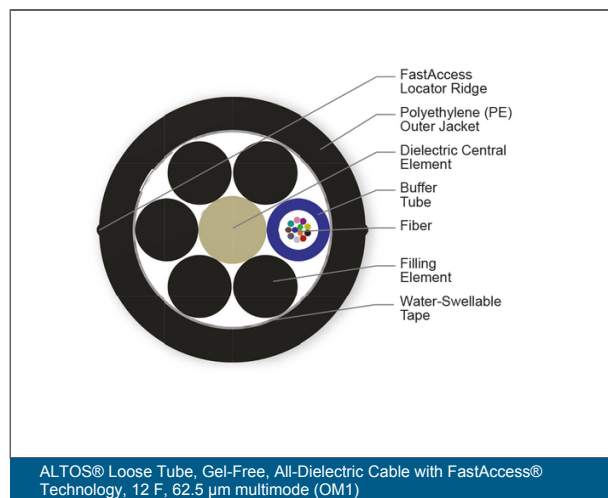 FastAccess
Locator Ridge
Polyethylene (PE)
Outer Jacket
Dielectric Central
Element
Buffer
Tube
Fiber
Filling
Element
Water-Swellable
Tape
ALTOS® Loose Tube, Gel-Free, All-Dielectric Cable with FastAccess®
Technology, 12 F, 62.5 µm multimode (OM1)